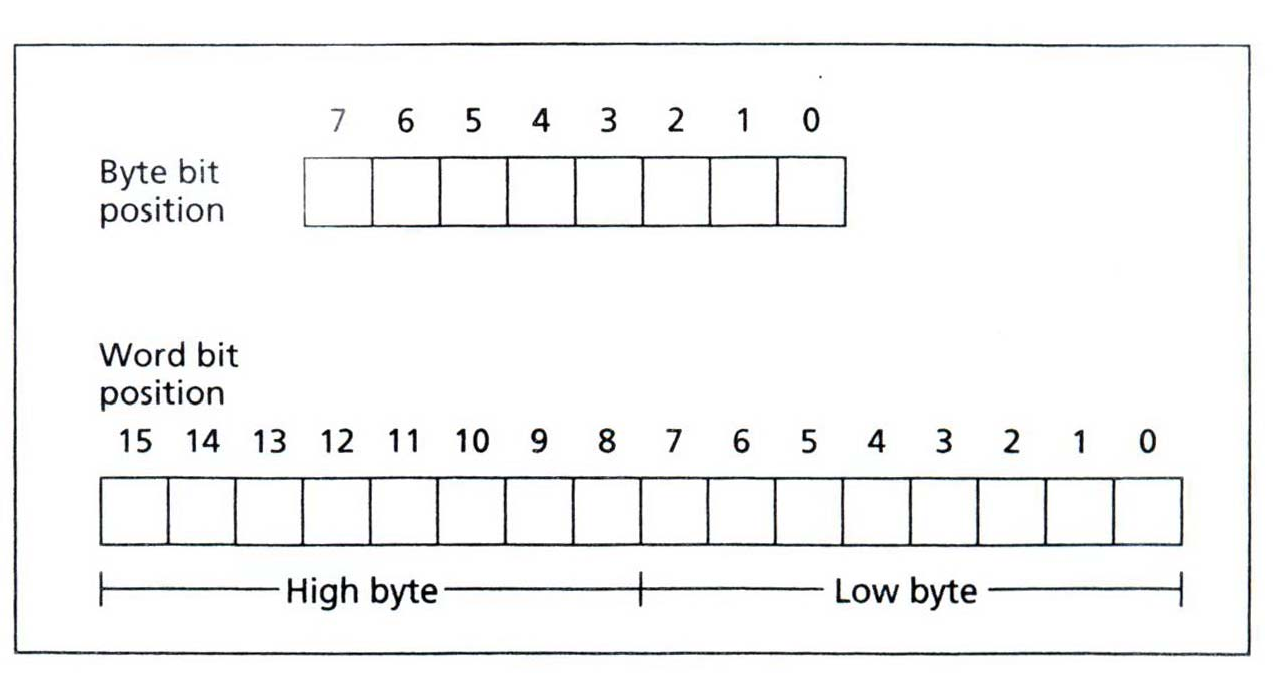 7 6 5 4 3 2 1 0
Byte bit
position
Word bit
position
15 14 13 12 11 10 9 8 7 6 5 4 3 2 1 0
High byte Low byte